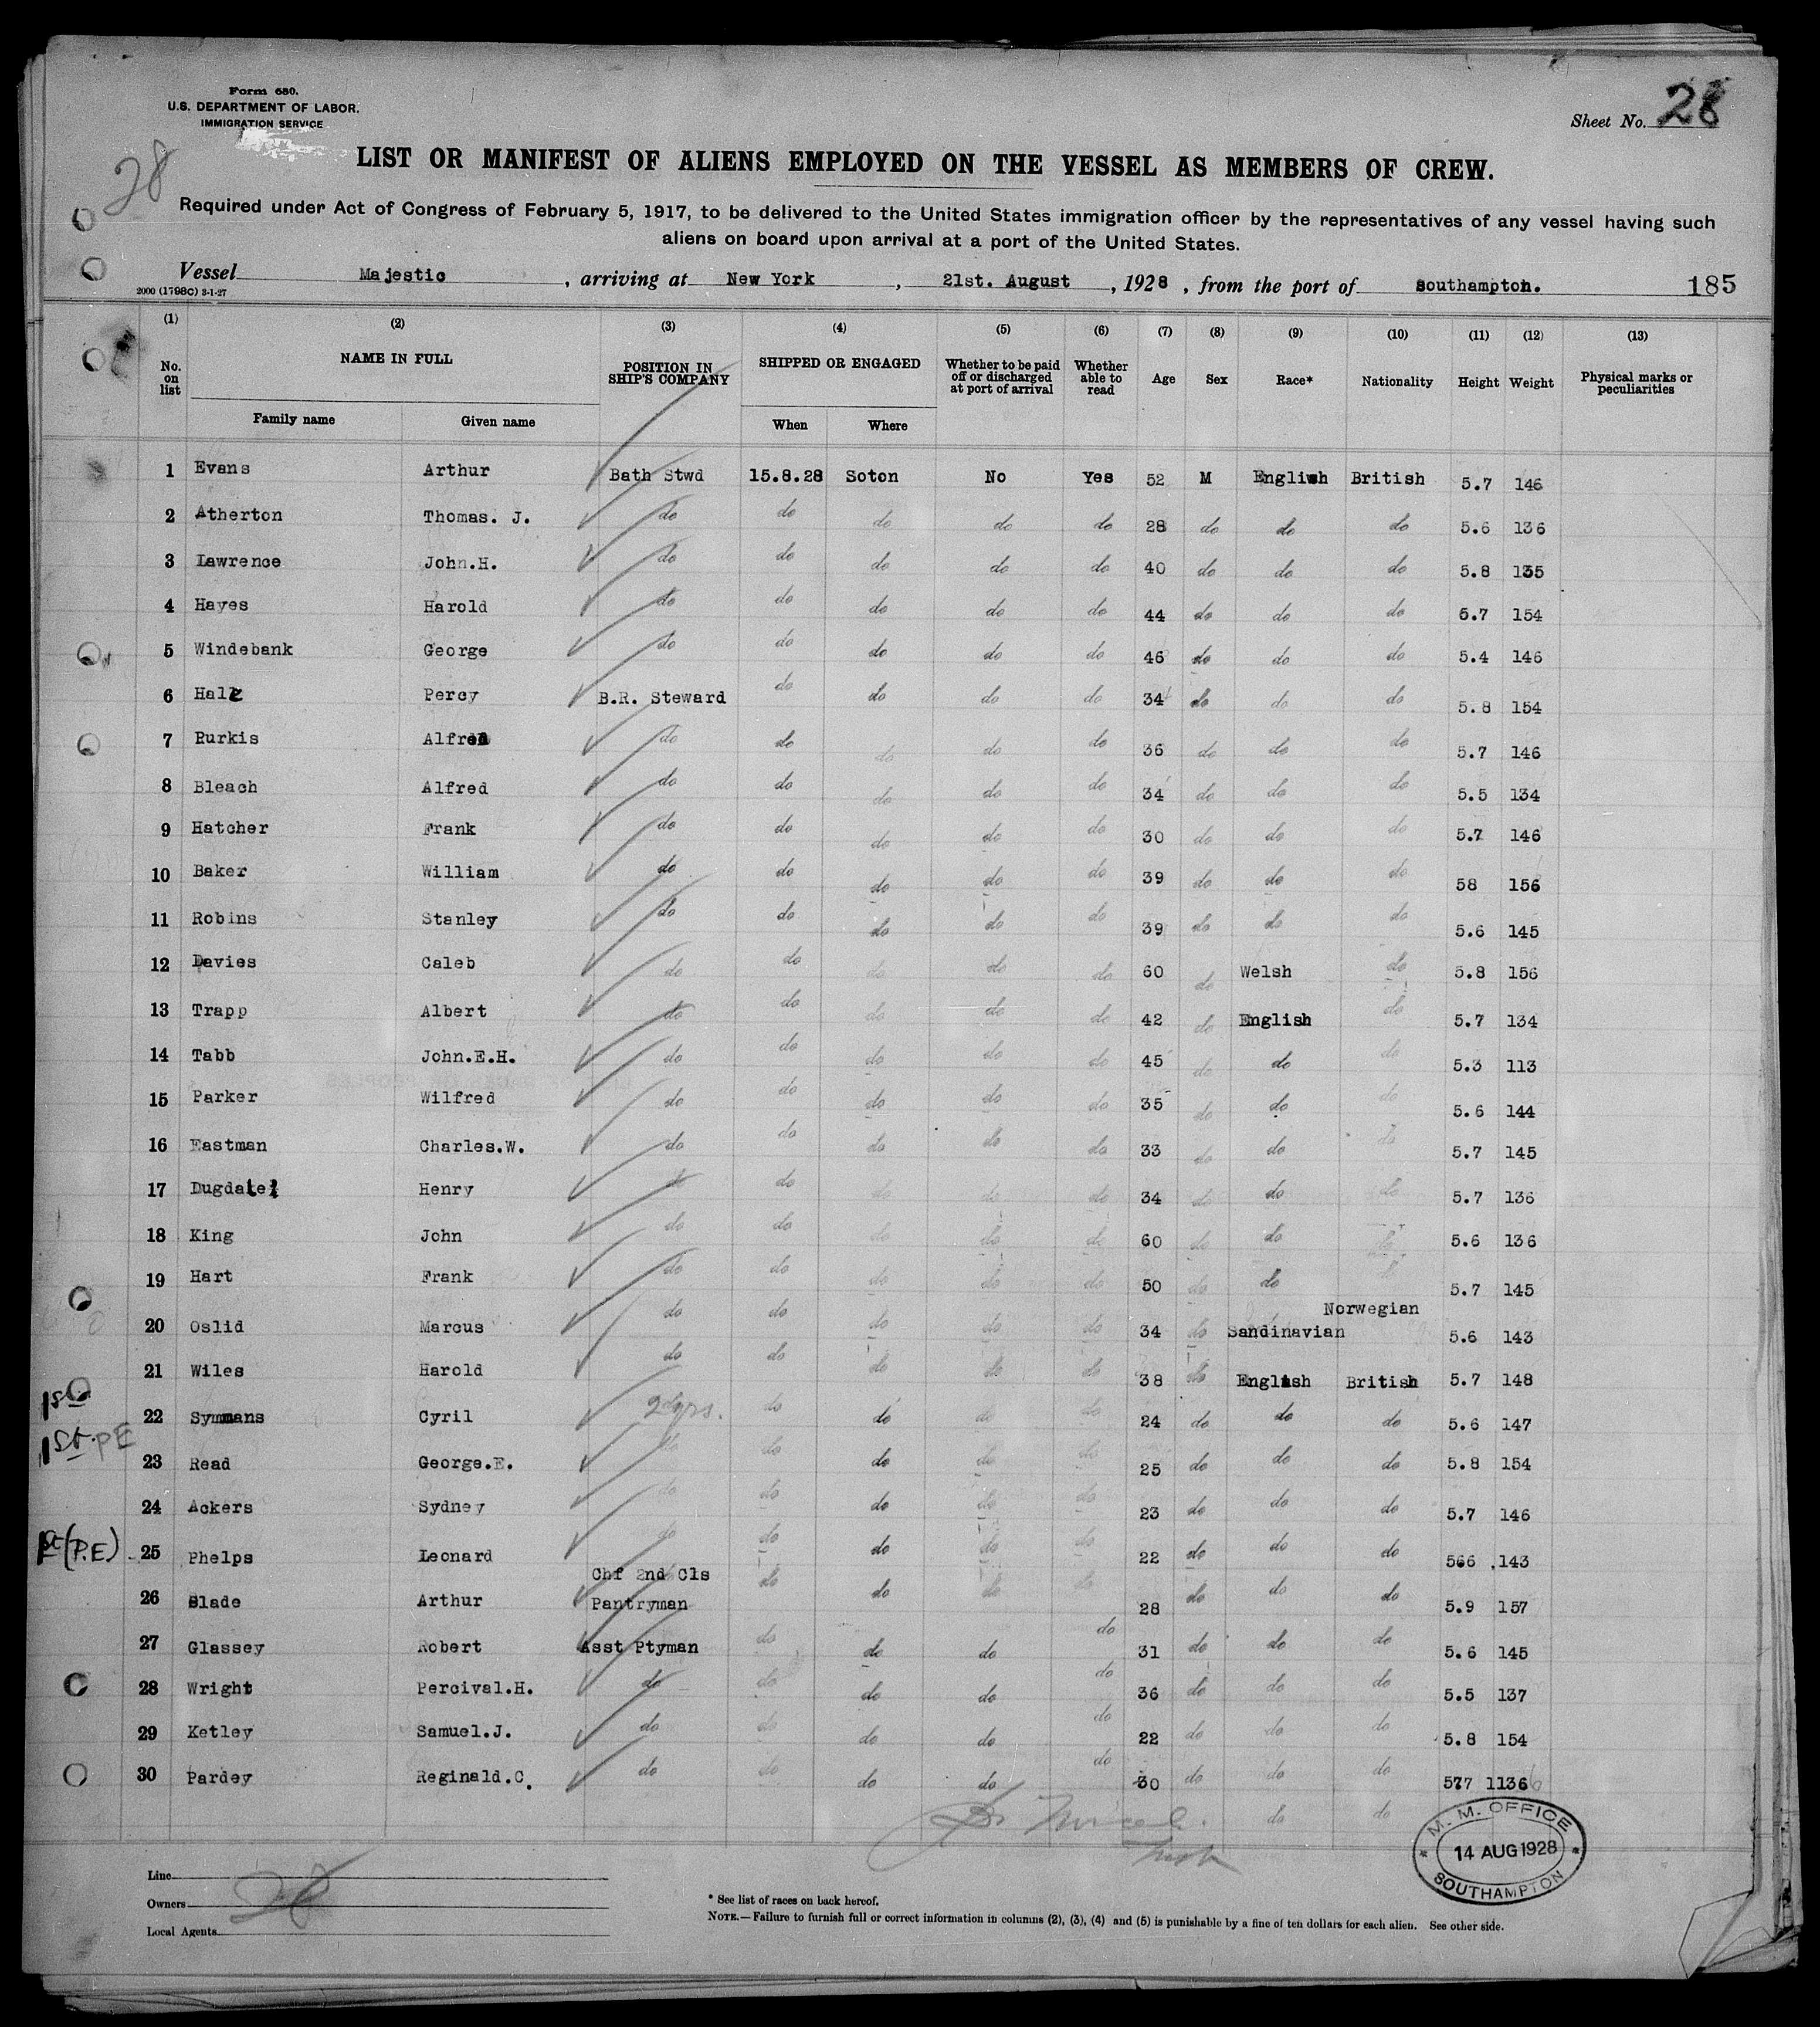 Form 680.
U.S. DEPARTMENT OF LABOR.
IMMIGRATION SERVICE
Sheet No. 28
28
LIST OR MANIFEST OF ALIENS EMPLOYED ON THE VESSEL AS MEMBERS OF CREW.
Required under Act of Congress of February 5, 1917, to be delivered to the United States immigration officer by the representatives of any vessel having such
aliens on board upon arrival at a port of the United States.
Vessel Majestic, arriving at New York, 21st. August, 1928, from the port of Southampton. 185
2000 (1798C) 3-1-27
(1) (2) (3) (4) (5) (6) (7) (8) (9) (10) (11) (12) (13)
No. on list NAME IN FULL POSITION IN SHIP'S COMPANY SHIPPED OR ENGAGED Whether to be paid off or discharged at port of arrival Whether able to read Age Sex Race* Nationality Height Weight Physical marks or peculiarities
Family name Given name When Where
1 Evans Arthur Bath Stwd 15.8.28 Soton No Yes 52 M English British 5.7 146
2 Atherton Thomas. J. do do do do do 28 do do do 5.6 136
3 Lawrence John.H. do do do do do 40 do do do 5.8 135
4 Hayes Harold do do do do do 44 do do do 5.7 154
5 Windebank George do do do do do 46 do do do 5.4 146
6 Hale Percy B.R. Steward do do do do 34 do do do 5.8 154
7 Purkis Alfred do do do do do 36 do do do 5.7 146
8 Bleach Alfred do do do do do 34 do do do 5.5 134
9 Hatcher Frank do do do do do 30 do do do 5.7 146
10 Baker William do do do do do 39 do do do 58 156
11 Robins Stanley do do do do do 39 do do do 5.6 145
12 Davies Caleb do do do do do 60 do Welsh do 5.8 156
13 Trapp Albert do do do do do 42 do English do 5.7 134
14 Tabb John.E.H. do do do do do 45 do do do 5.3 113
15 Parker Wilfred do do do do do 35 do do do 5.6 144
16 Eastman Charles.W. do do do do do 33 do do do 5.7 145
17 Dugdale Henry do do do do do 34 do do do 5.7 136
18 King John do do do do do 60 do do do 5.6 136
19 Hart Frank do do do do do 50 do do do 5.7 145
20 Oslid Marcus do do do do do 34 do Sandinavian Norwegian 5.6 143
21 Wiles Harold do do do do do 38 do English British 5.7 148
1st
22 Symmans Cyril do do do do 24 do do do 5.6 147
1st. PE
23 Read George.E. do do do do do 25 do do do 5.8 154
24 Ackers Sydney do do do do do 23 do do do 5.7 146
1st (P.E)
25 Phelps Leonard do do do do do 22 do do do 566 143
26 Slade Arthur Chf 2nd Cls Pantryman do do do do 28 do do do 5.9 157
27 Glassey Robert Asst Ptyman do do do do 31 do do do 5.6 145
28 Wright Percival.H. do do do do do 36 do do do 5.5 137
29 Ketley Samuel.J. do do do do do 22 do do do 5.8 154
30 Pardey Reginald.C. do do do do do 30 do do do 577 1136
do do
M. M. OFFICE
14 AUG 1928
SOUTHAMPTON
Line
Owners
28
Local Agents
* See list of races on back hereof.
NOTE.—Failure to furnish full or correct information in columns (2), (3), (4) and (5) is punishable by a fine of ten dollars for each alien. See other side.